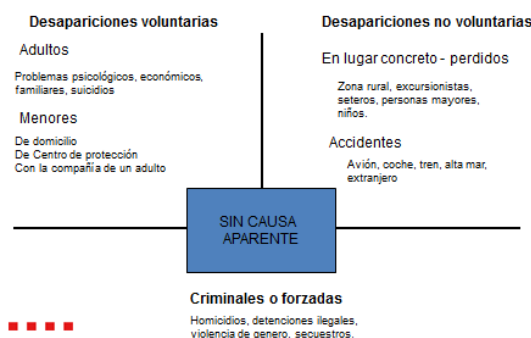 Desapariciones voluntarias
Adultos
Problemas psicológicos, económicos,
familiares, suicidios
Menores
De domicilio
De Centro de protección
Con la compañía de un adulto
Desapariciones no voluntarias
En lugar concreto - perdidos
Zona rural, excursionistas,
seteros, personas mayores,
niños.
Accidentes
Avión, coche, tren, alta mar,
extranjero
SIN CAUSA
APARENTE
Criminales o forzadas
Homicidios, detenciones ilegales,
violencia de genero, secuestros.